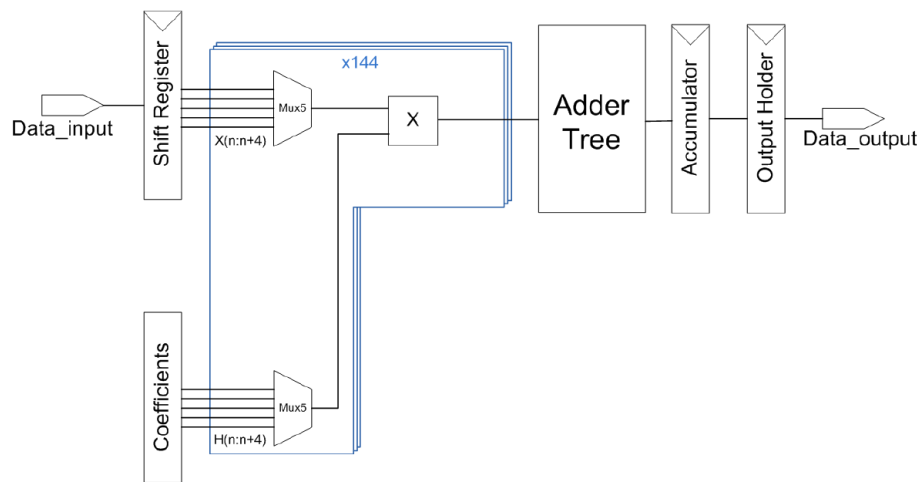 x144
Data_input
Shift Register
X(n:n+4)
Mux5
X
Adder
Tree
Accumulator
Output Holder
Data_output
Coefficients
H(n:n+4)
Mux5